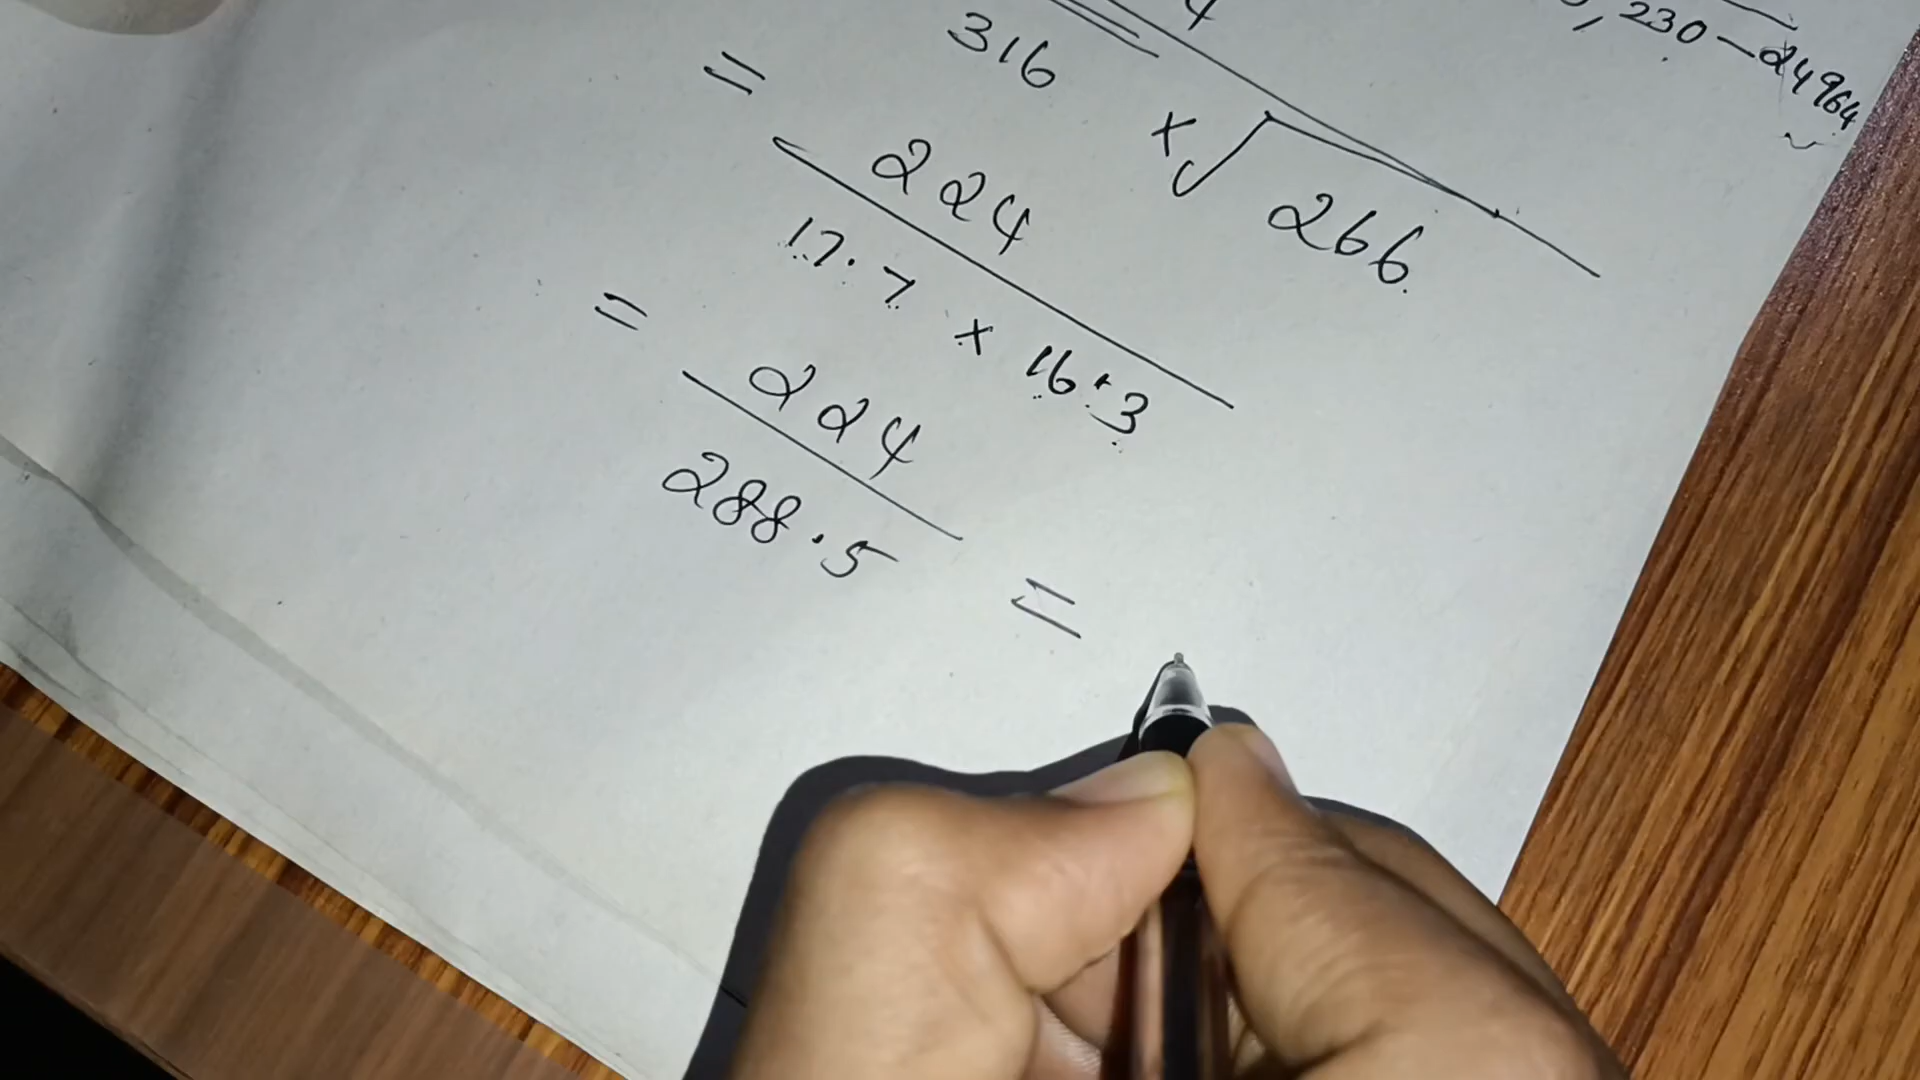 230 - 24964
316 × √266
= 224
17.7 × 16.3
= 224
288.5 =